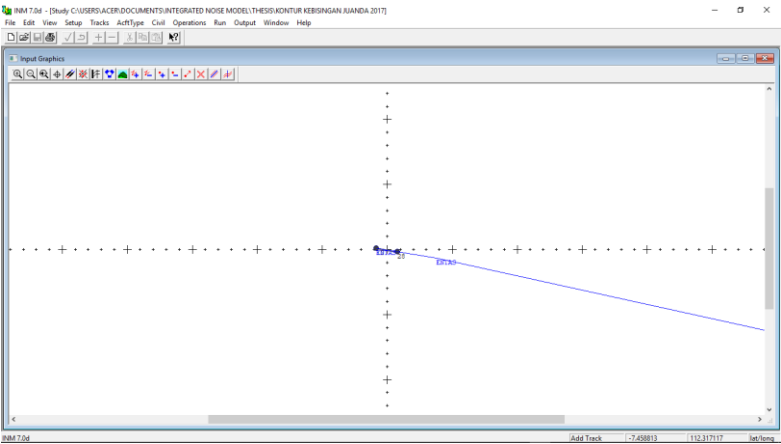 INM 7.0d - [Study C:\USERS\ACER\DOCUMENTS\INTEGRATED NOISE MODEL\THESIS\KONTUR KEBISINGAN JUANDA 2017]
File Edit View Setup Tracks AcftType Civil Operations Run Output Window Help
Input Graphics
28
INM 7.0d Add Track -7.458813 112.317117 lat/long